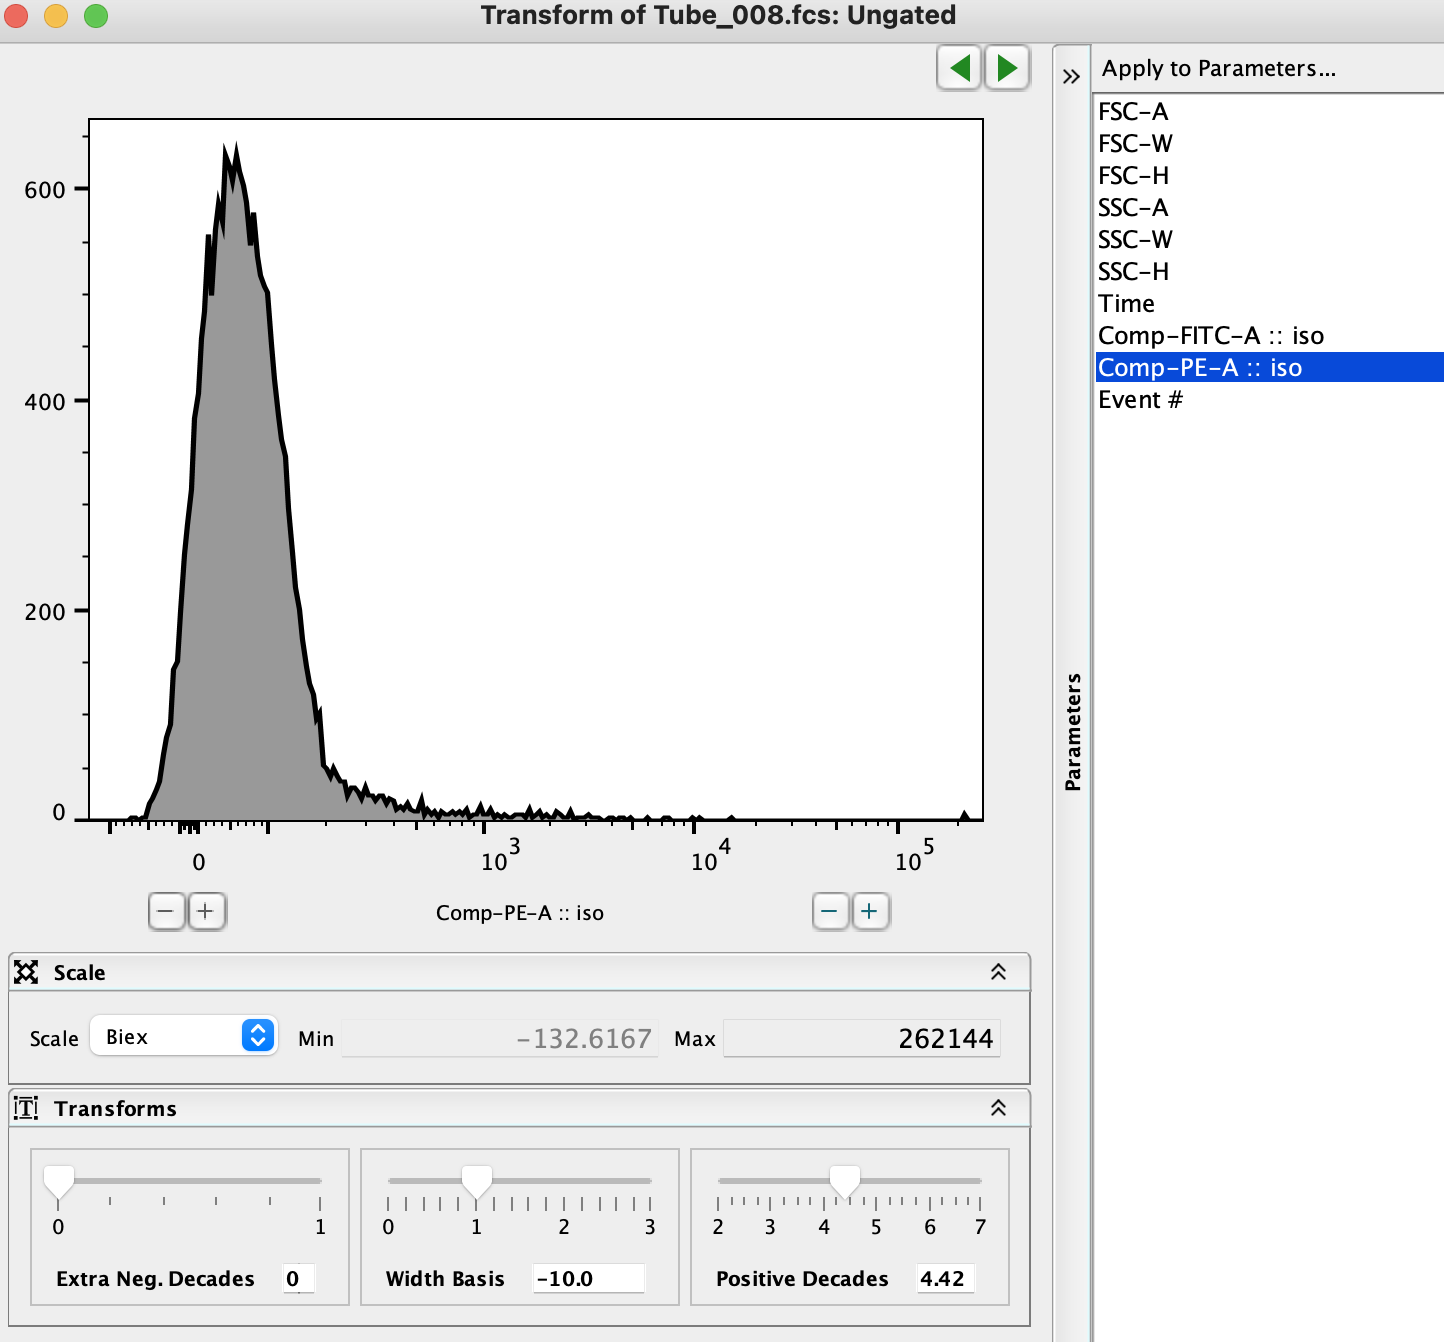 Transform of Tube_008.fcs: Ungated
Apply to Parameters...
FSC-A
FSC-W
FSC-H
SSC-A
SSC-W
SSC-H
Time
Comp-FITC-A :: iso
Comp-PE-A :: iso
Event #
Parameters
600
400
200
0
0 10^3 10^4 10^5
Comp-PE-A :: iso
Scale
Scale Biex Min -132.6167 Max 262144
Transforms
0 1
Extra Neg. Decades 0
0 1 2 3
Width Basis -10.0
2 3 4 5 6 7
Positive Decades 4.42